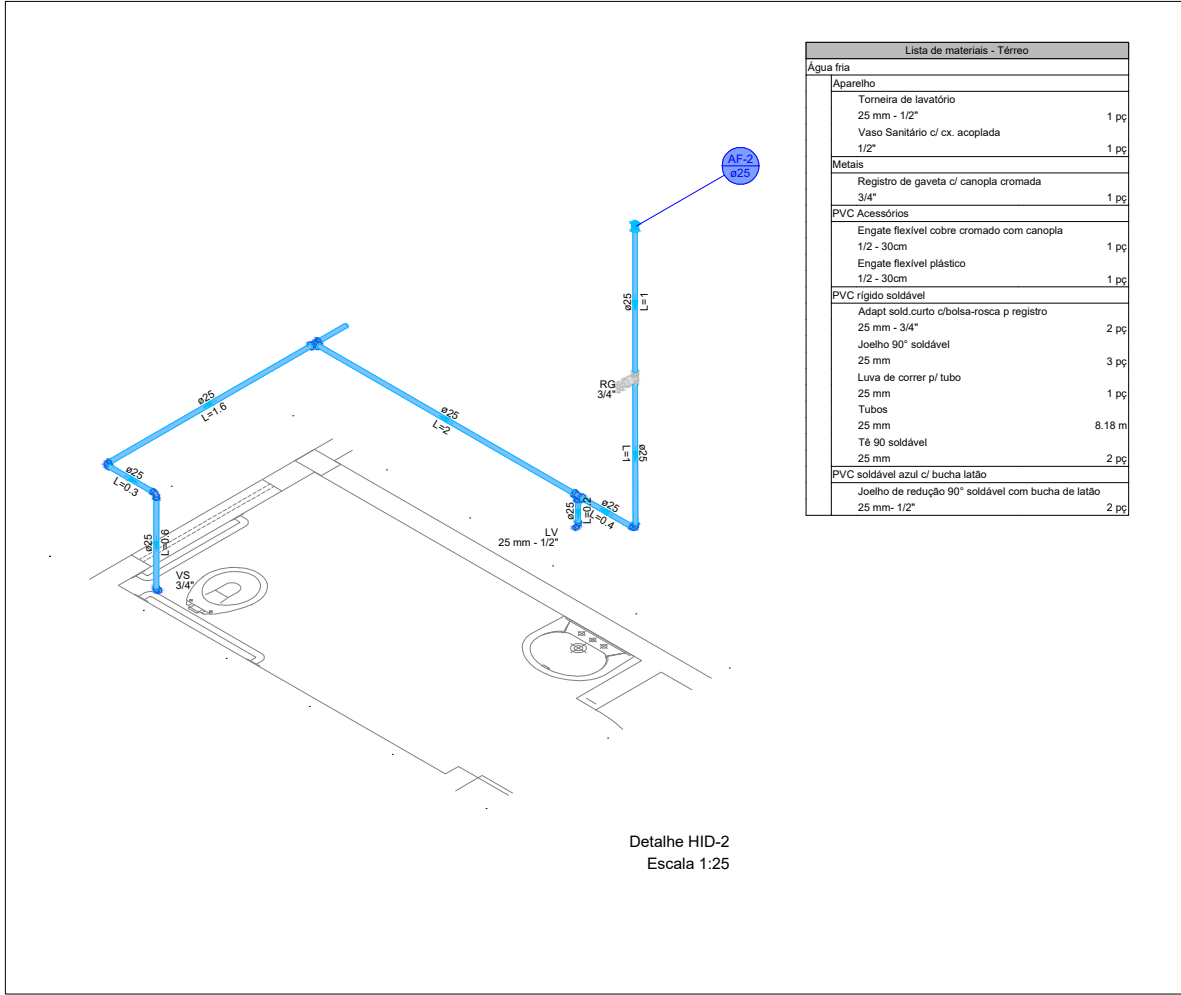 Lista de materiais - Térreo
Água fria
Aparelho
Torneira de lavatório
25 mm - 1/2" 1 pç
Vaso Sanitário c/ cx. acoplada
1/2" 1 pç
Metais
Registro de gaveta c/ canopla cromada
3/4" 1 pç
PVC Acessórios
Engate flexível cobre cromado com canopla
1/2 - 30cm 1 pç
Engate flexível plástico
1/2 - 30cm 1 pç
PVC rígido soldável
Adapt sold.curto c/bolsa-rosca p registro
25 mm - 3/4" 2 pç
Joelho 90° soldável
25 mm 3 pç
Luva de correr p/ tubo
25 mm 1 pç
Tubos
25 mm 8.18 m
Tê 90 soldável
25 mm 2 pç
PVC soldável azul c/ bucha latão
Joelho de redução 90° soldável com bucha de latão
25 mm- 1/2" 2 pç
AF-2
ø25
ø25
L=1
RG
3/4"
ø25
L=1
ø25
L=1.6
ø25
L=2
ø25
L=0.3
ø25
L=0.6
ø25
L=0.2
ø25
L=0.4
LV
25 mm - 1/2"
VS
3/4"
Detalhe HID-2
Escala 1:25